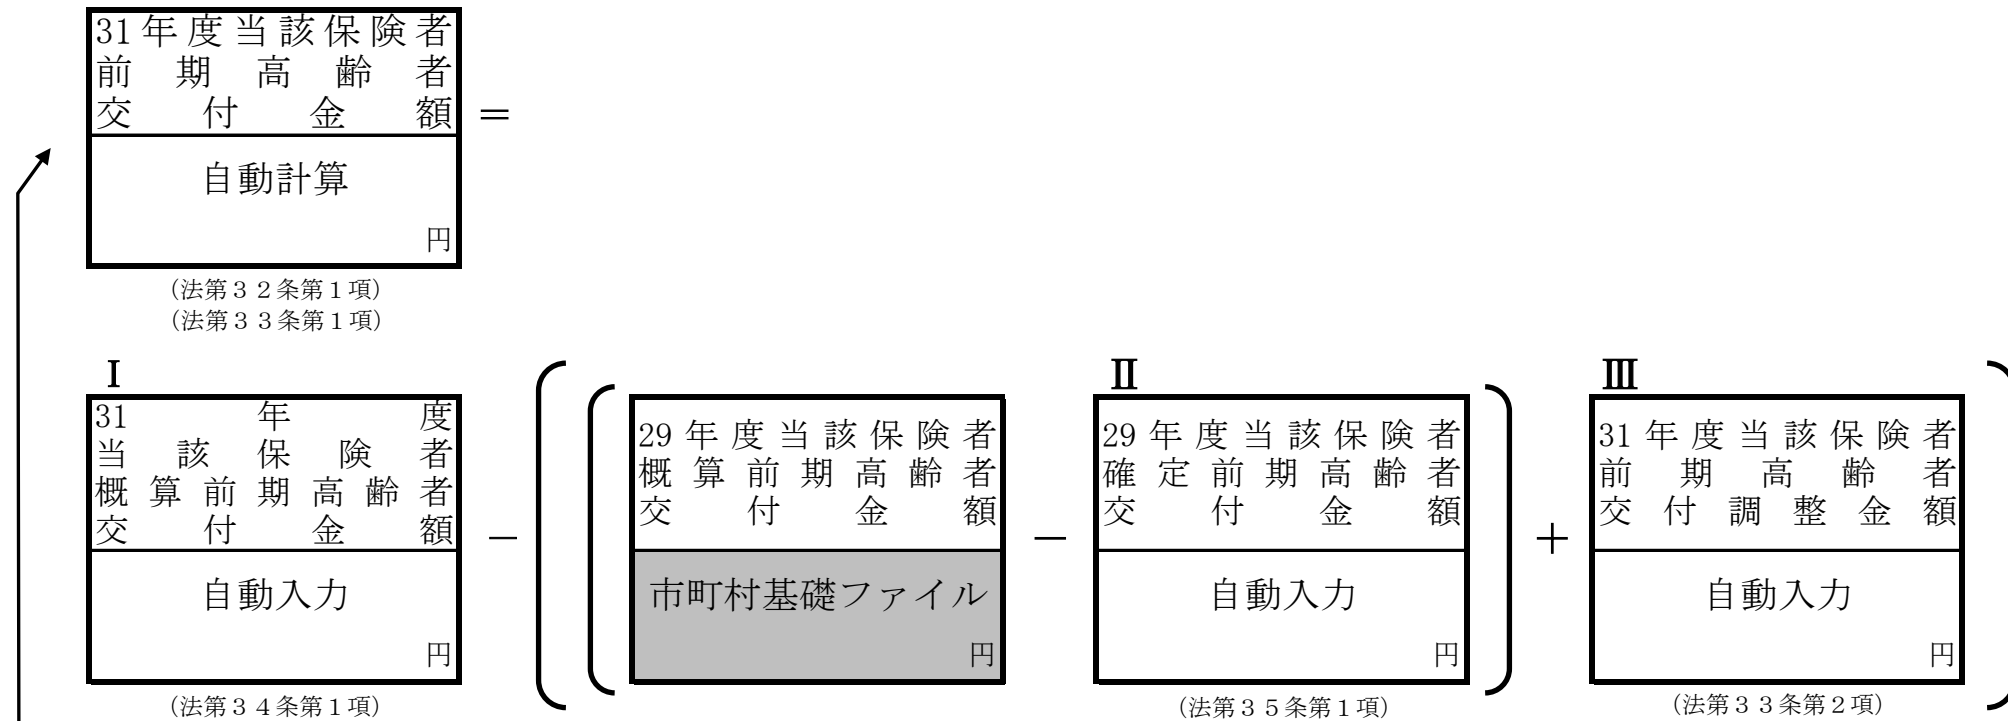 31年度当該保険者
前期高齢者
交付金額
＝
自動計算
円
(法第３２条第１項)
(法第３３条第１項)
Ⅰ
31年度
当該保険者
概算前期高齢者
交付金額
自動入力
円
(法第３４条第１項)
－
29年度当該保険者
概算前期高齢者
交付金額
市町村基礎ファイル
円
－
Ⅱ
29年度当該保険者
確定前期高齢者
交付金額
自動入力
円
(法第３５条第１項)
＋
Ⅲ
31年度当該保険者
前期高齢者
交付調整金額
自動入力
円
(法第３３条第２項)